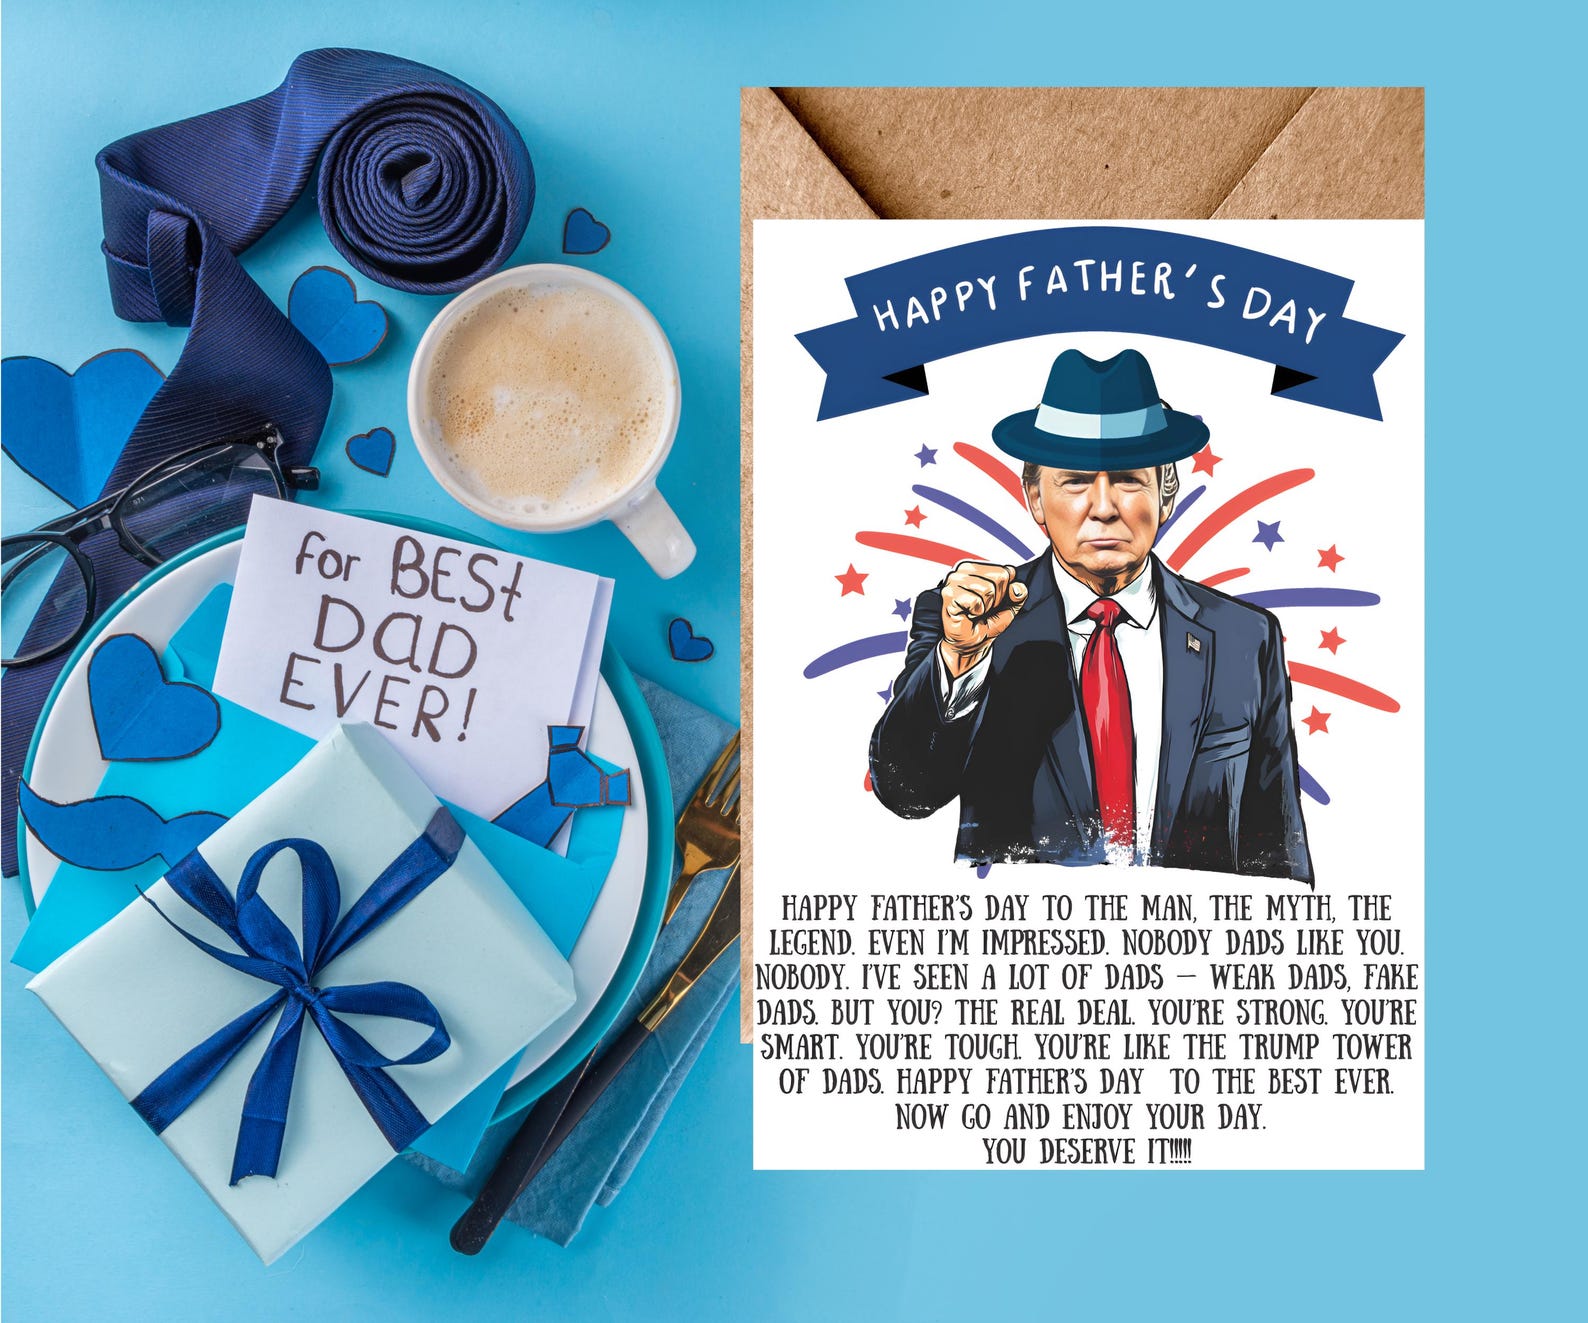 for BEST
DAD
EVER!
HAPPY FATHER'S DAY
HAPPY FATHER'S DAY TO THE MAN, THE MYTH, THE
LEGEND. EVEN I'M IMPRESSED. NOBODY DADS LIKE YOU.
NOBODY. I'VE SEEN A LOT OF DADS – WEAK DADS, FAKE
DADS. BUT YOU? THE REAL DEAL. YOU'RE STRONG. YOU'RE
SMART. YOU'RE TOUGH. YOU'RE LIKE THE TRUMP TOWER
OF DADS. HAPPY FATHER'S DAY TO THE BEST EVER.
NOW GO AND ENJOY YOUR DAY.
YOU DESERVE IT!!!!!